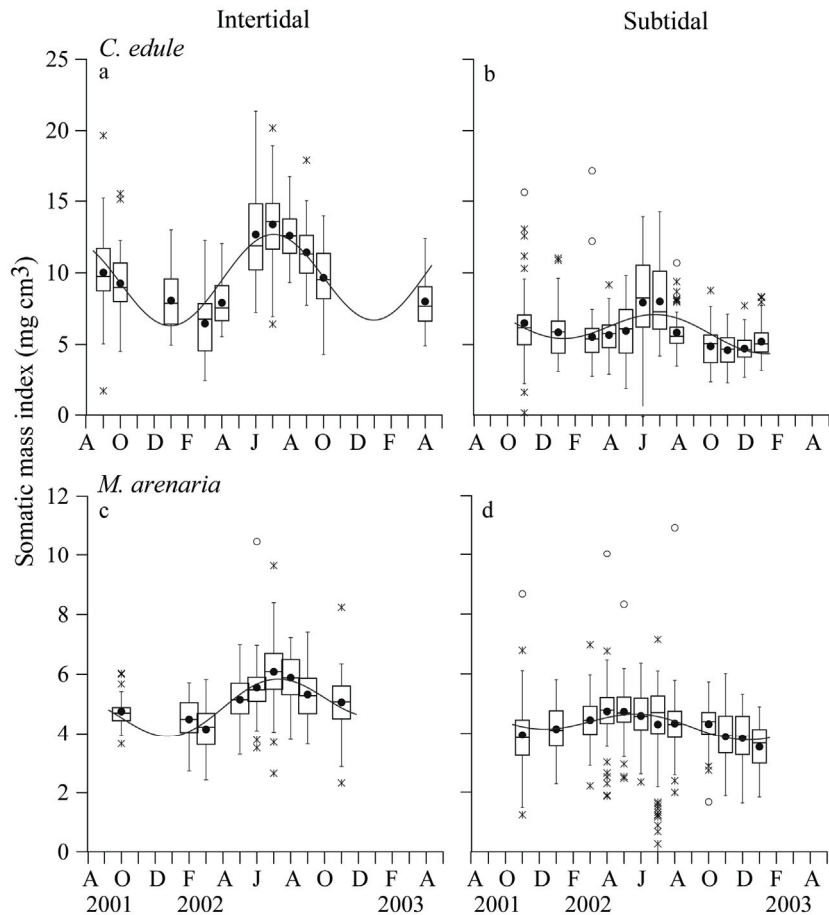 Intertidal
Subtidal
C. edule
a
b
25
20
15
10
5
0
A O D F A J A O D F A
A O D F A J A O D F A
Somatic mass index (mg cm³)
M. arenaria
c
d
12
10
8
6
4
2
0
A O D F A J A O D F A
A O D F A J A O D F A
2001 2002 2003
2001 2002 2003